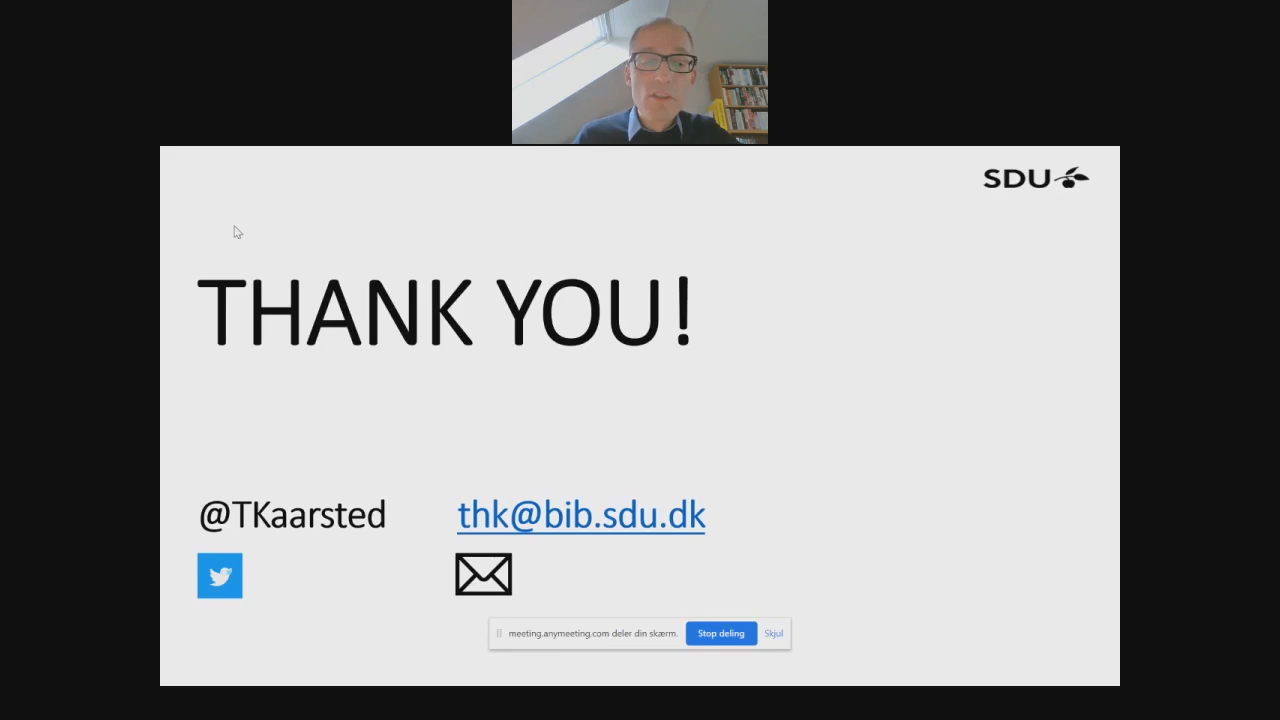 SDU
THANK YOU!
@TKaarsted
thk@bib.sdu.dk
meeting.anymeeting.com deler din skærm.
Stop deling
Skjul